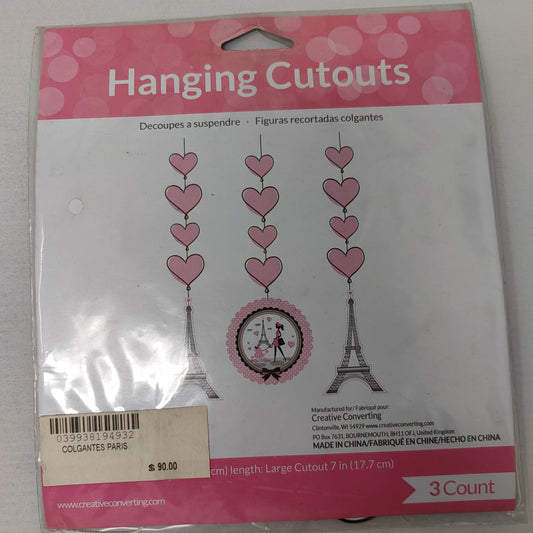 Hanging Cutouts
Decoupes a suspendre · Figuras recortadas colgantes
Manufactured for/ Fabriqué pour:
Creative Converting
Clintonville, WI 54929 www.creativeconverting.com
PO Box 7631, BOURNEMOUTH, BH11 OFJ, United Kingdom
MADE IN CHINA/FABRIQUÉ EN CHINE/HECHO EN CHINA
039938194932
COLGANTES PARIS
$ 90.00
cm) length: Large Cutout 7 in (17.7 cm)
3 Count
www.creativeconverting.com